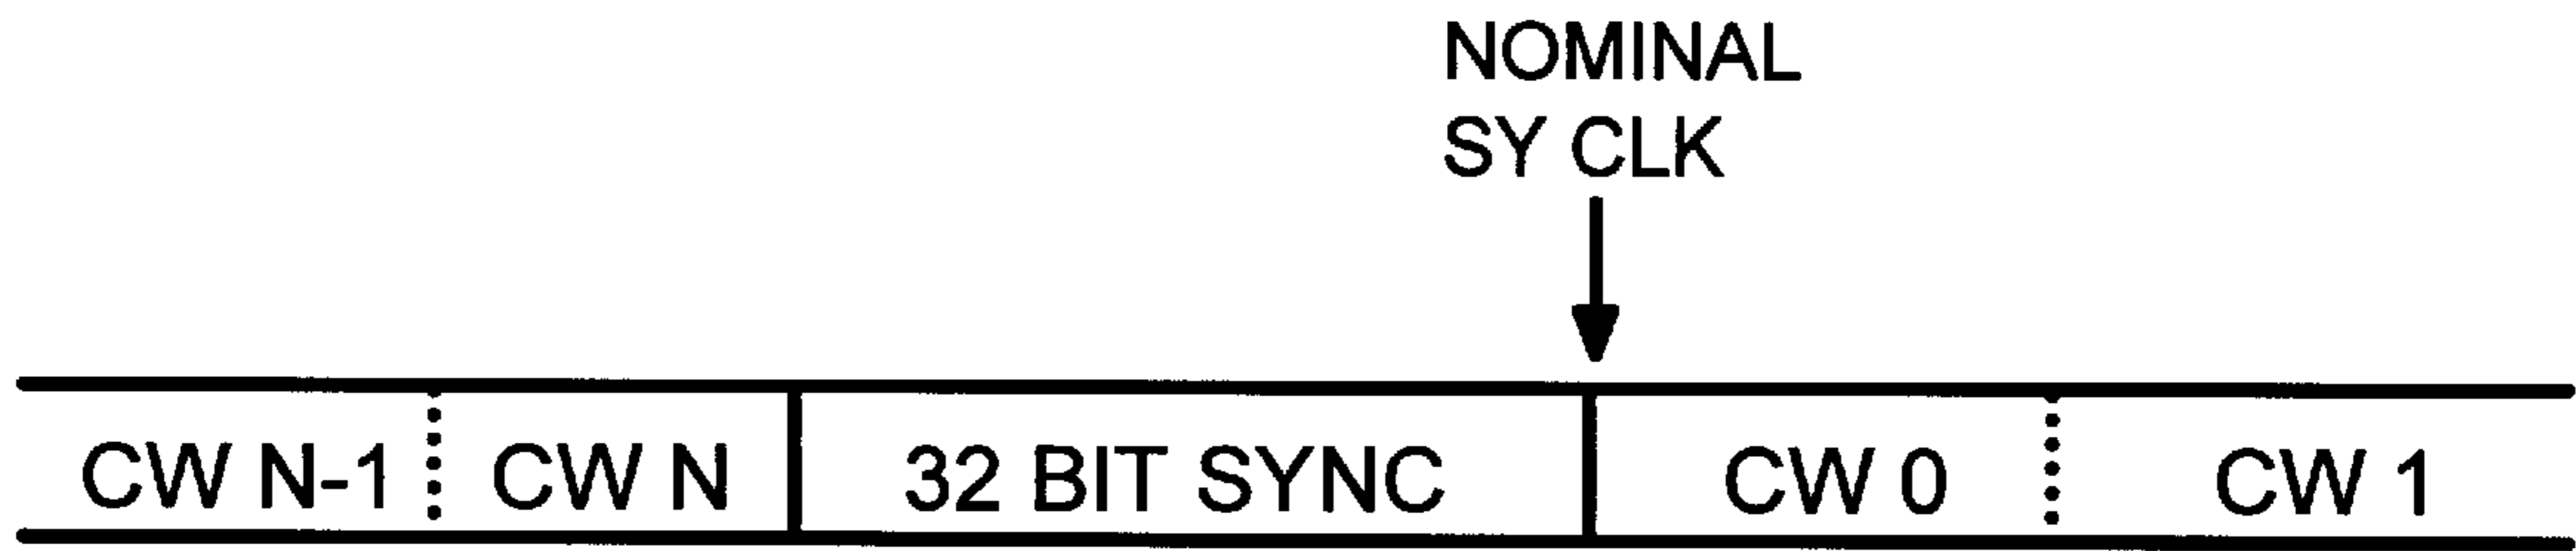 NOMINAL
SY CLK
CW N-1 CW N 32 BIT SYNC CW 0 CW 1